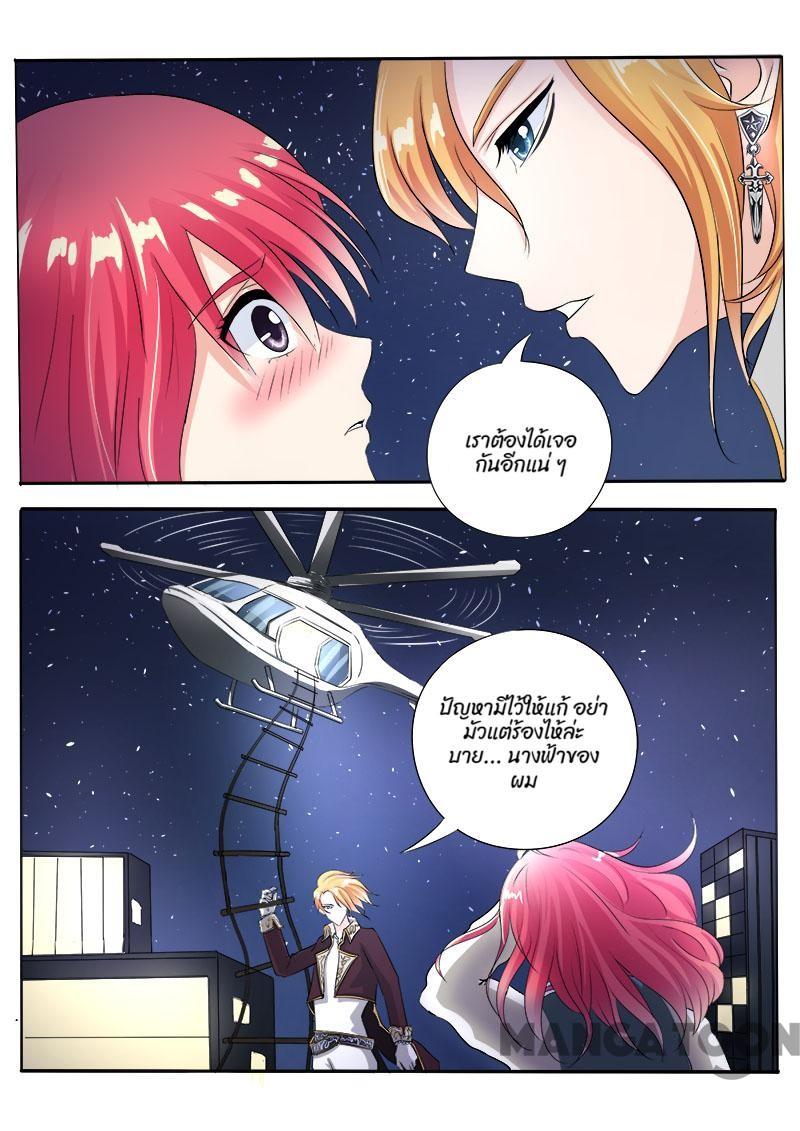 เราต้องได้เจอ
กันอีกแน่ ๆ
ปัญหามีไว้ให้แก้ อย่า
มัวแต่ร้องไห้ล่ะ
บาย... นางฟ้าของ
ผม
MANGATOON